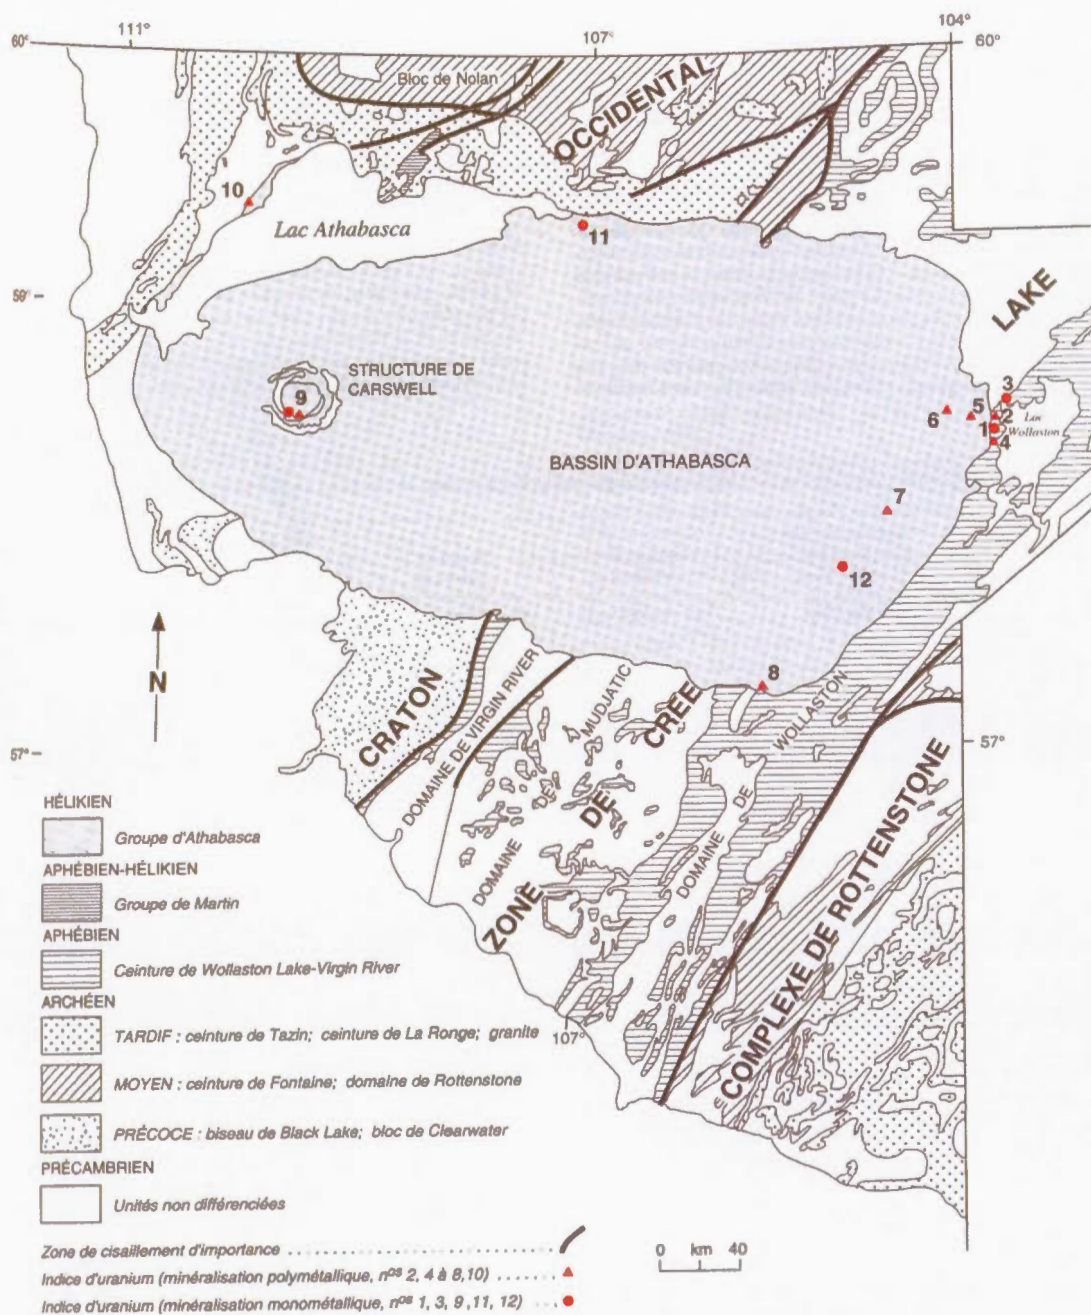 111°
107°
104°
60°
60°
Bloc de Nolan
OCCIDENTAL
10
Lac Athabasca
11
59°
LAKE
STRUCTURE DE
CARSWELL
9
3
6
5
2
1
Lac
Wollaston
4
BASSIN D'ATHABASCA
7
12
8
N
CRATON
DOMAINE DE VIRGIN RIVER
DOMAINE DE MUDJATIC
ZONE DE CREE
DOMAINE DE WOLLASTON
COMPLEXE DE ROTTENSTONE
57°
57°
107°
HÉLIKIEN
Groupe d'Athabasca
APHÉBIEN-HÉLIKIEN
Groupe de Martin
APHÉBIEN
Ceinture de Wollaston Lake-Virgin River
ARCHÉEN
TARDIF : ceinture de Tazin; ceinture de La Ronge; granite
MOYEN : ceinture de Fontaine; domaine de Rottenstone
PRÉCOCE : biseau de Black Lake; bloc de Clearwater
PRÉCAMBRIEN
Unités non différenciées
Zone de cisaillement d'importance
Indice d'uranium (minéralisation polymétallique, nos 2, 4 à 8,10)
Indice d'uranium (minéralisation monométallique, nos 1, 3, 9 ,11, 12)
0 km 40